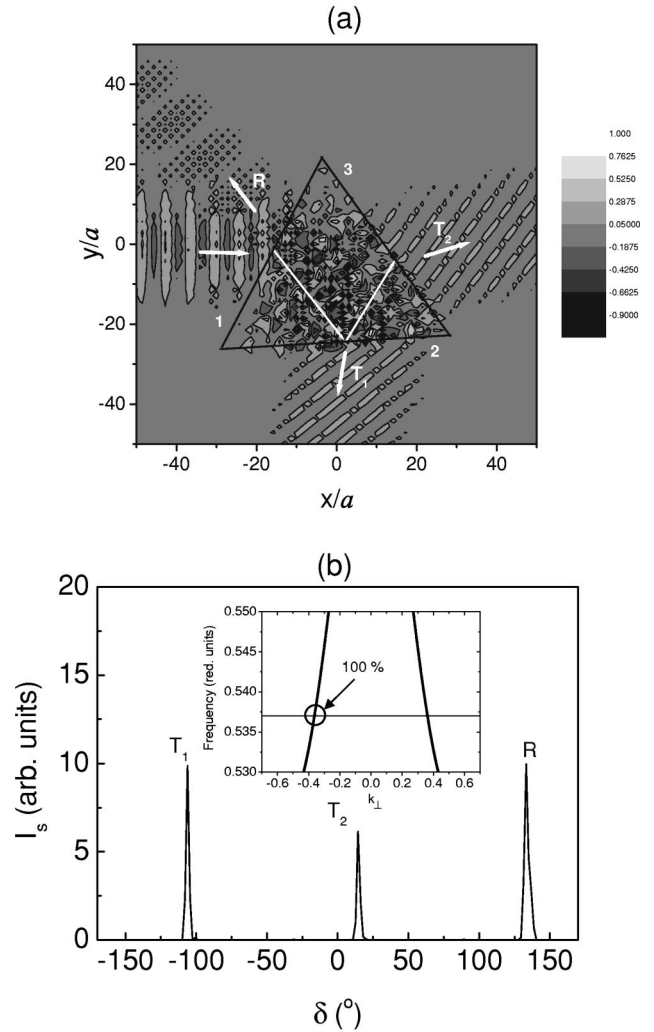 (a)
40
20
0
-20
-40
y/a
-40 -20 0 20 40
x/a
R
3
T2
1
2
T1
1.000
0.7625
0.5250
0.2875
0.05000
-0.1875
-0.4250
-0.6625
-0.9000
(b)
20
15
10
5
0
Is (arb. units)
T1
T2
R
0.550
0.545
0.540
0.535
0.530
Frequency (red. units)
100 %
-0.6 -0.4 -0.2 0.0 0.2 0.4 0.6
k⊥
-150 -100 -50 0 50 100 150
δ (°)